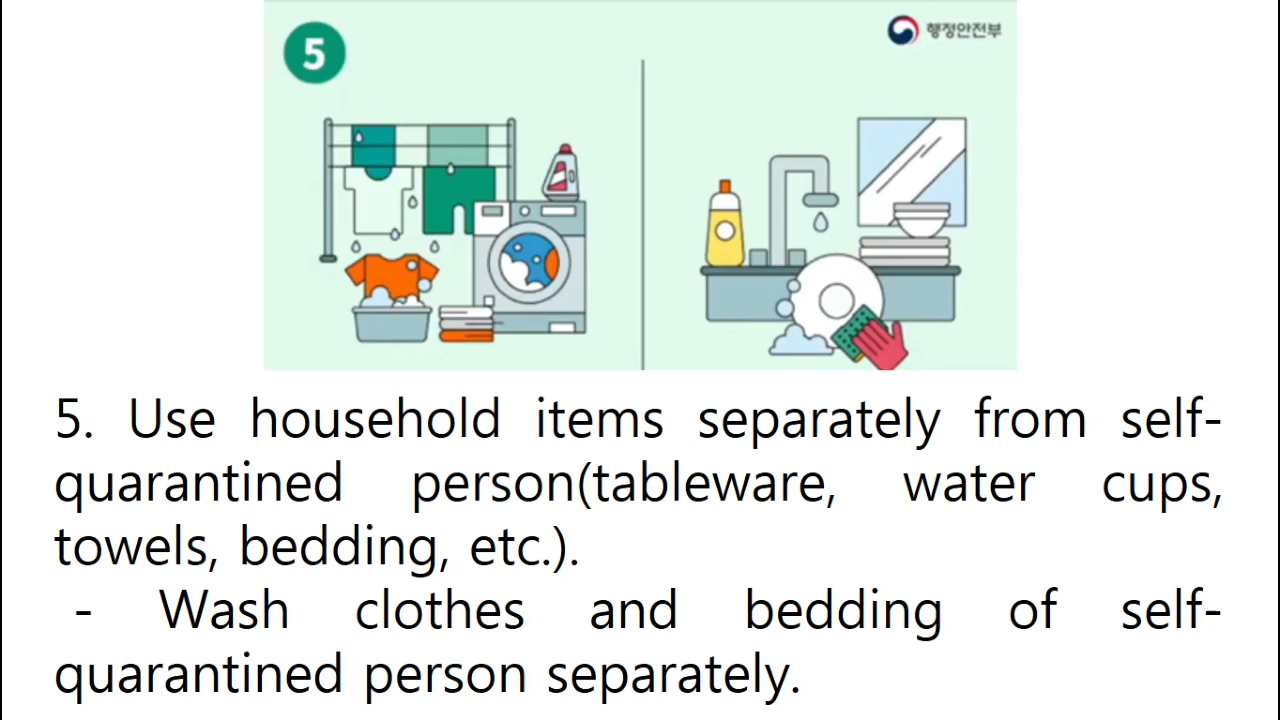 5
행정안전부
5. Use household items separately from self-
quarantined person(tableware, water cups,
towels, bedding, etc.).
- Wash clothes and bedding of self-
quarantined person separately.